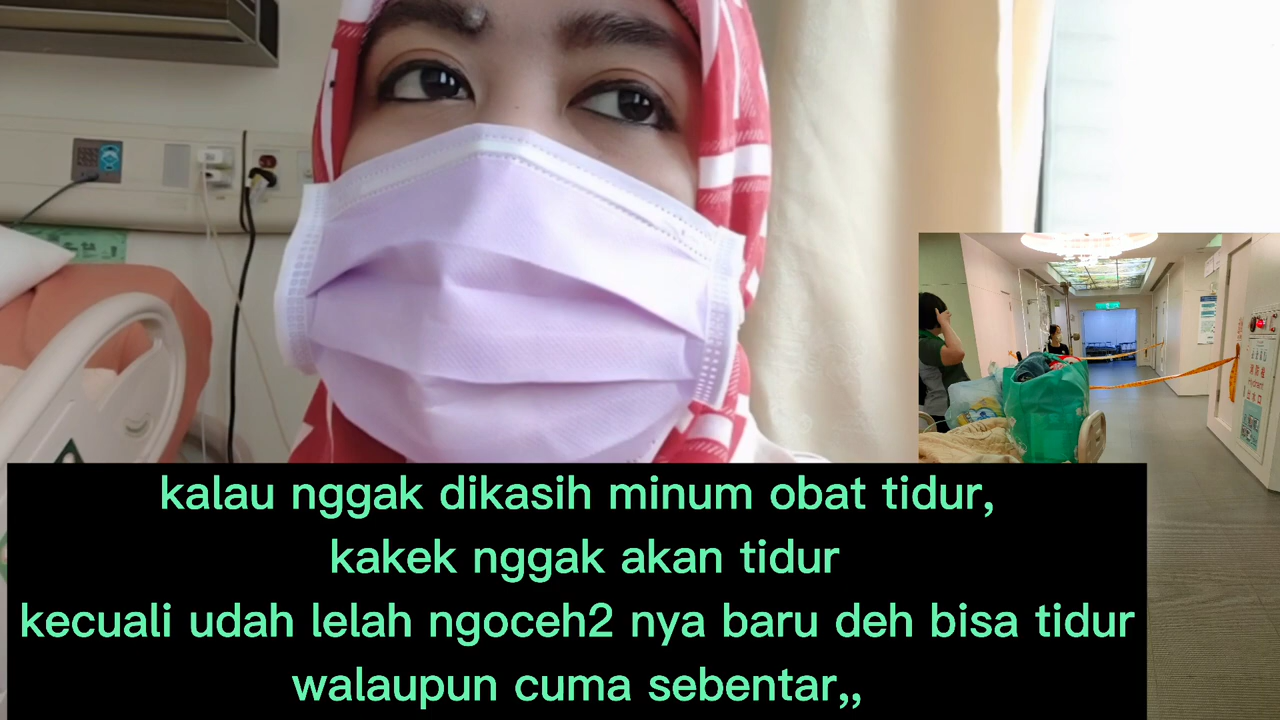 kalau nggak dikasih minum obat tidur,
kakek nggak akan tidur
kecuali udah lelah ngoceh2 nya baru deh bisa tidur
walaupun cuma sebentar,,